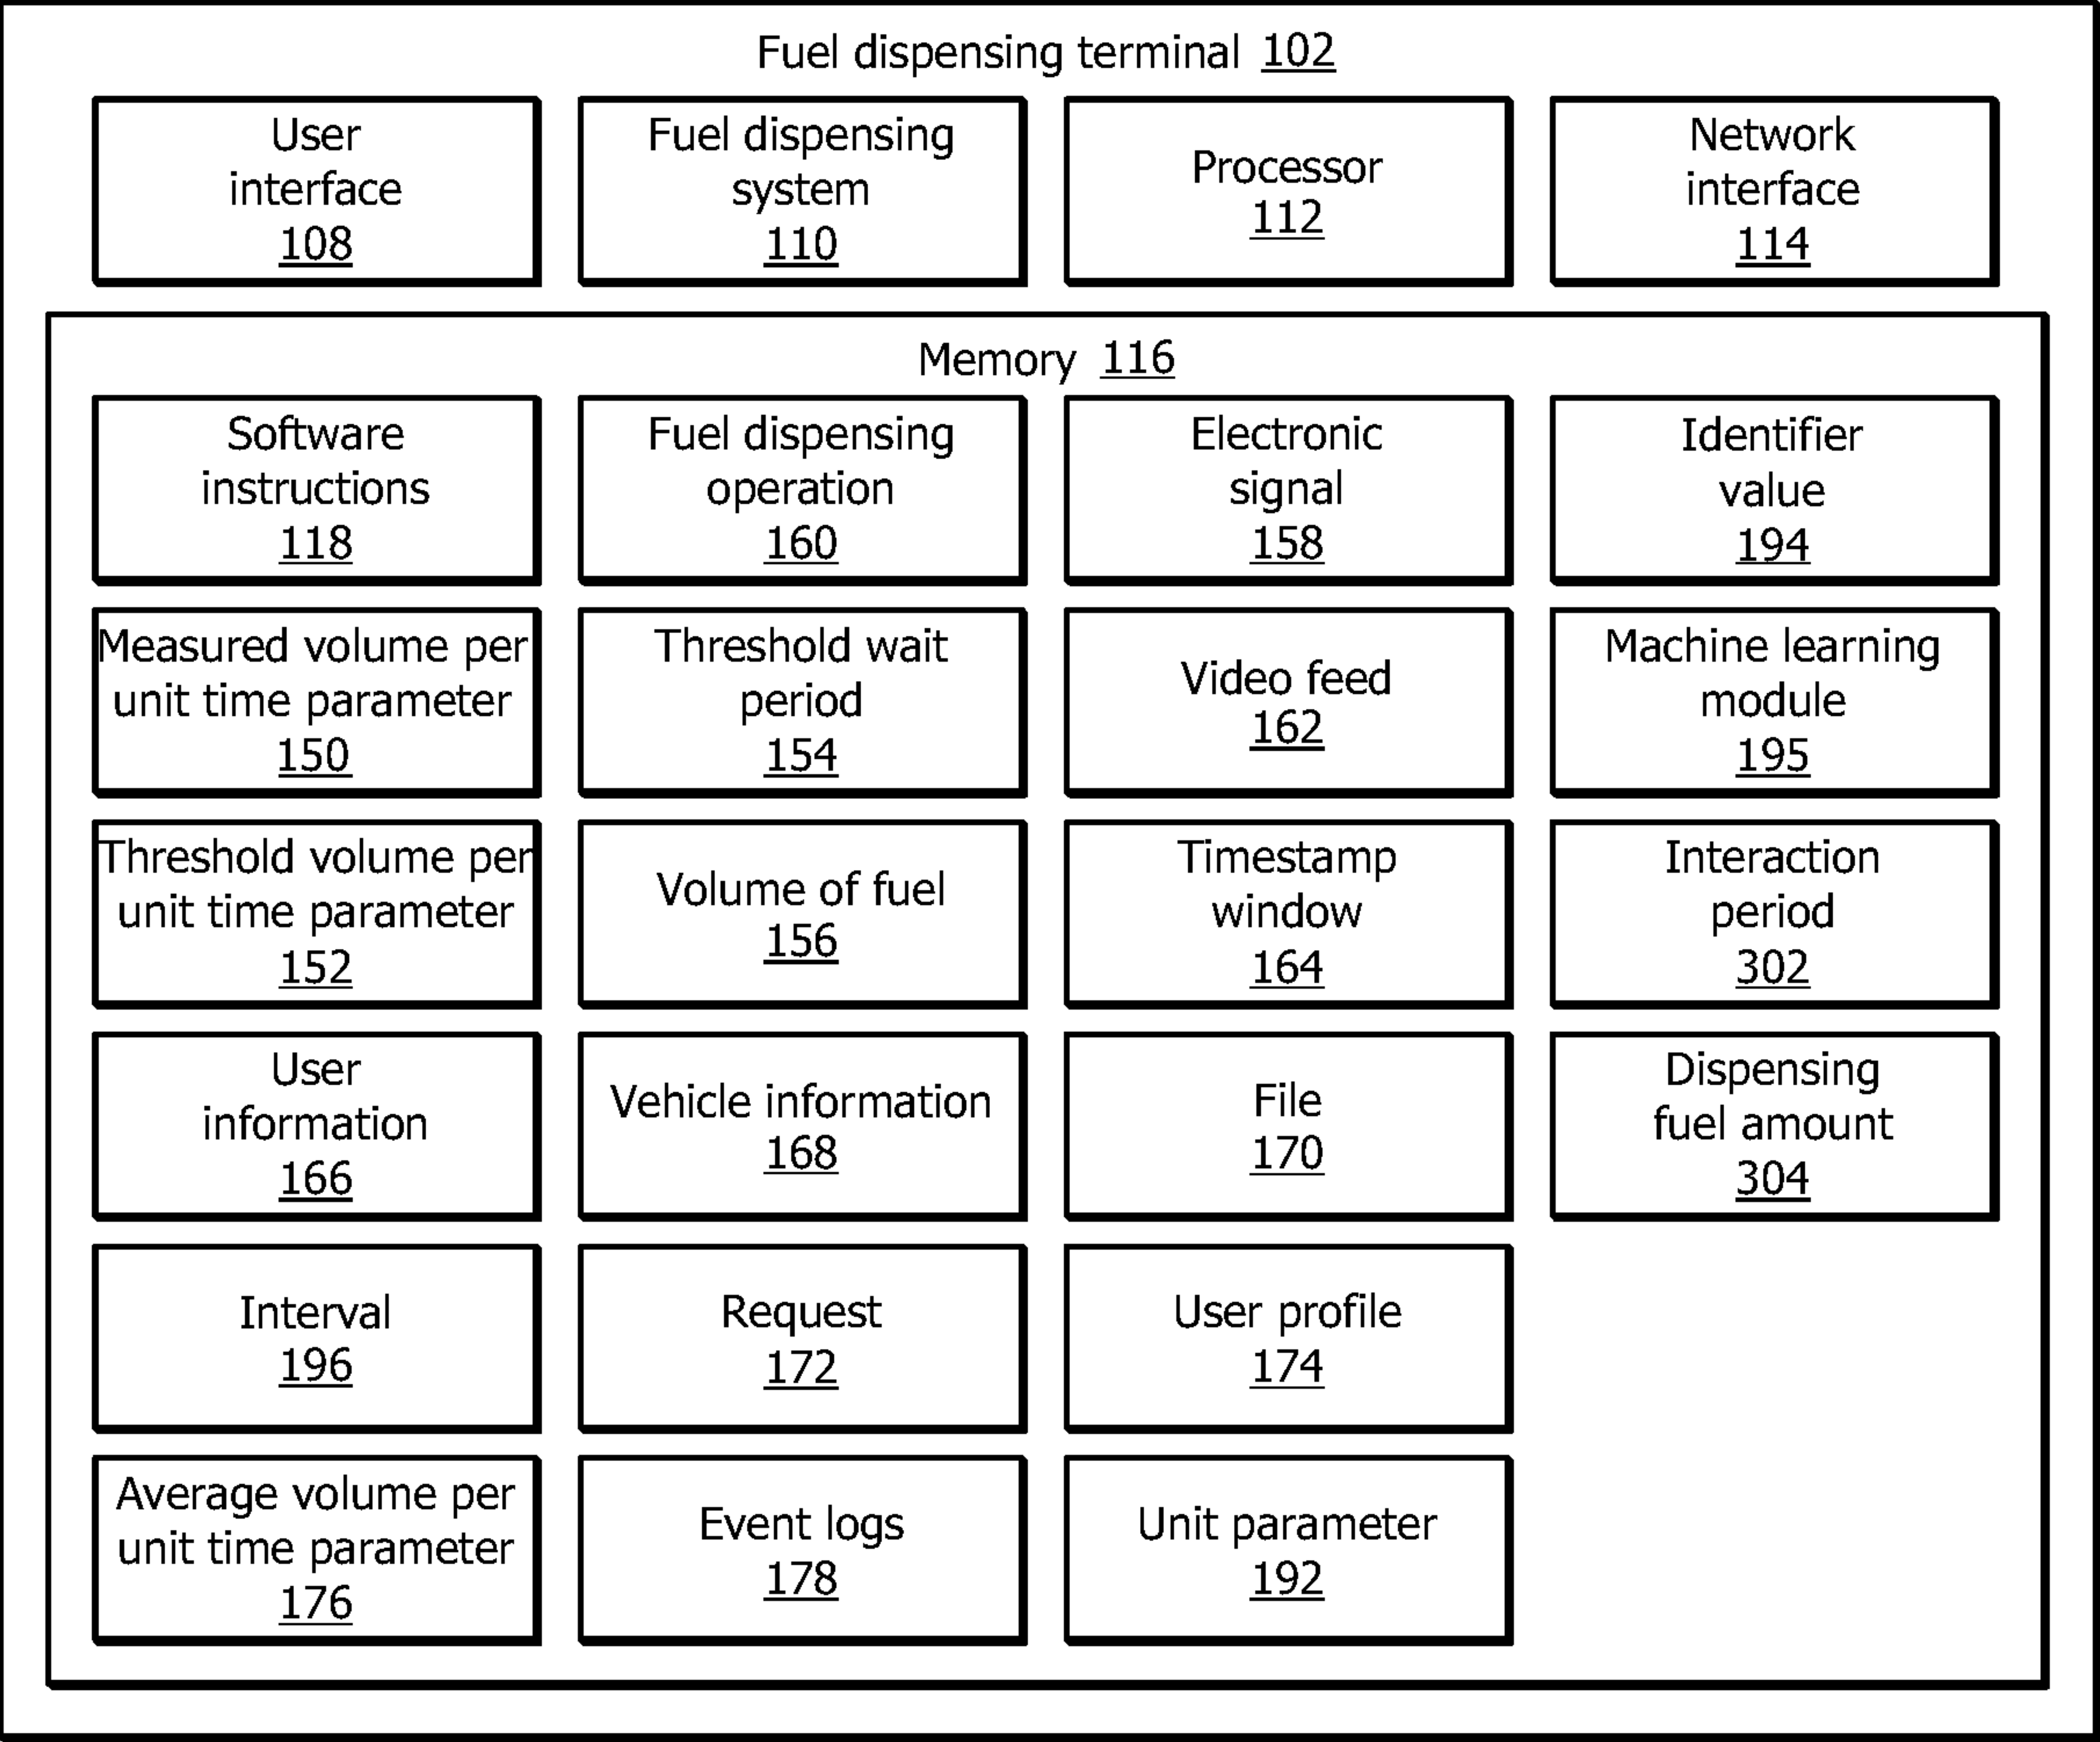 Fuel dispensing terminal 102
User
interface
108
Fuel dispensing
system
110
Processor
112
Network
interface
114
Memory 116
Software
instructions
118
Fuel dispensing
operation
160
Electronic
signal
158
Identifier
value
194
Measured volume per
unit time parameter
150
Threshold wait
period
154
Video feed
162
Machine learning
module
195
Threshold volume per
unit time parameter
152
Volume of fuel
156
Timestamp
window
164
Interaction
period
302
User
information
166
Vehicle information
168
File
170
Dispensing
fuel amount
304
Interval
196
Request
172
User profile
174
Average volume per
unit time parameter
176
Event logs
178
Unit parameter
192